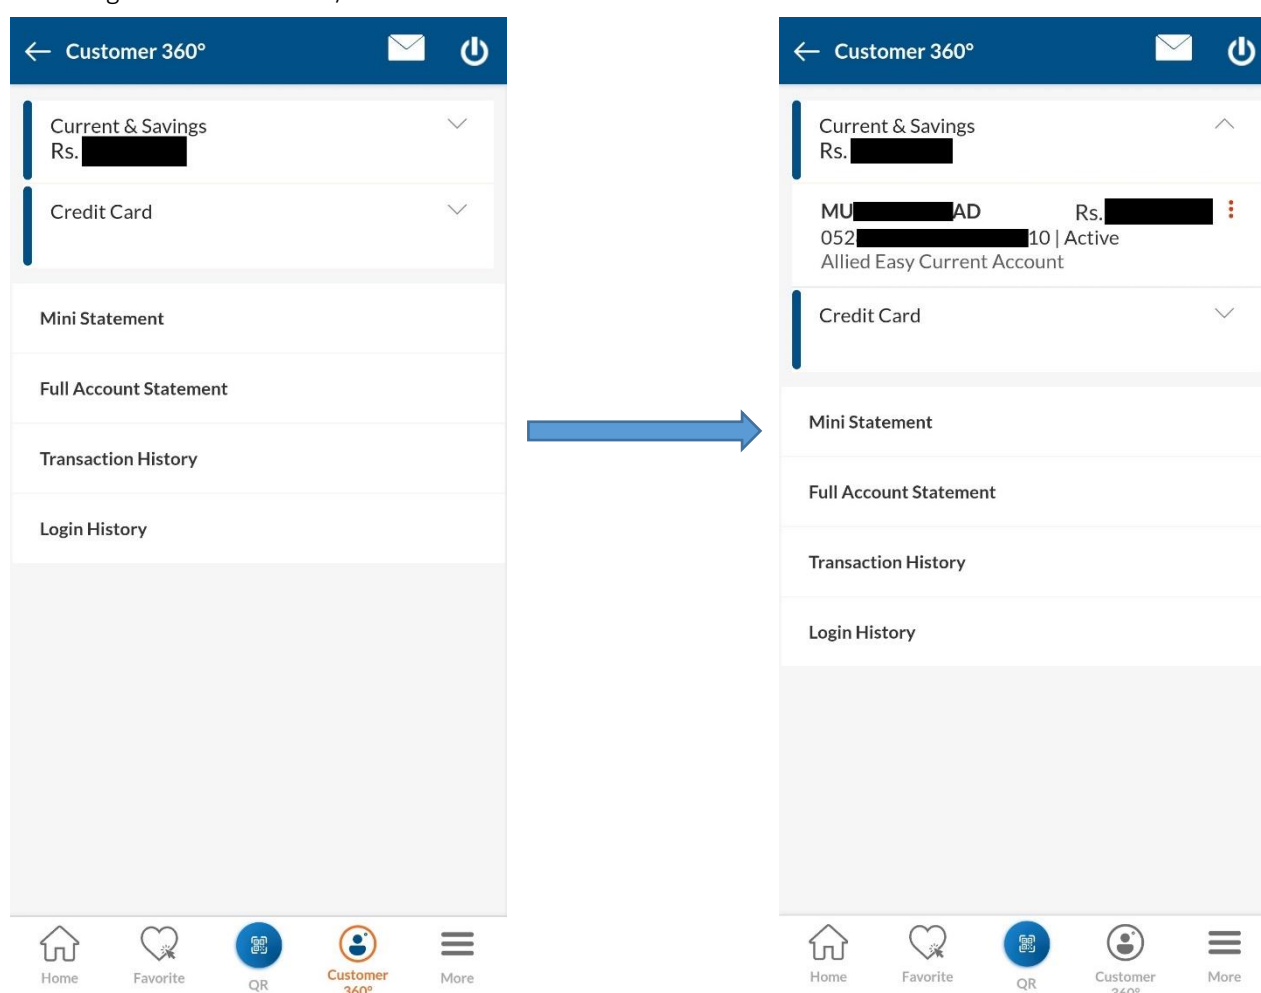 Customer 360°
Current & Savings
Rs.
Credit Card
Mini Statement
Full Account Statement
Transaction History
Login History
Home
Favorite
QR
Customer
360°
More
Customer 360°
Current & Savings
Rs.
MU AD Rs.
052 10 | Active
Allied Easy Current Account
Credit Card
Mini Statement
Full Account Statement
Transaction History
Login History
Home
Favorite
QR
Customer
360°
More